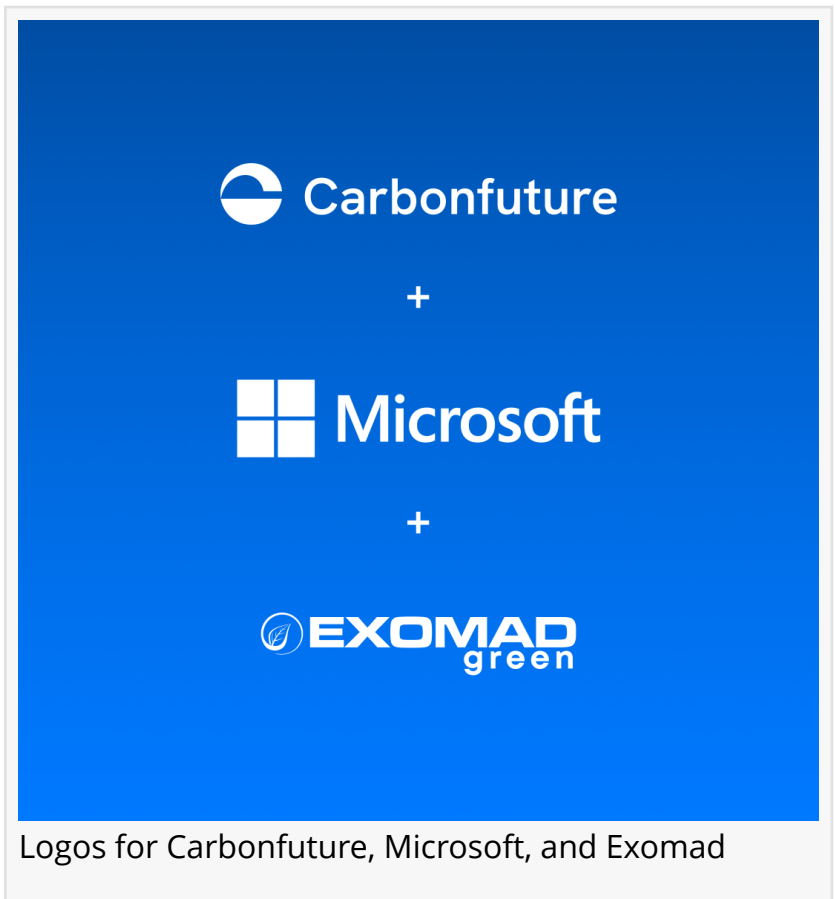 Carbonfuture
+
Microsoft
+
EXOMAD
green
Logos for Carbonfuture, Microsoft, and Exomad